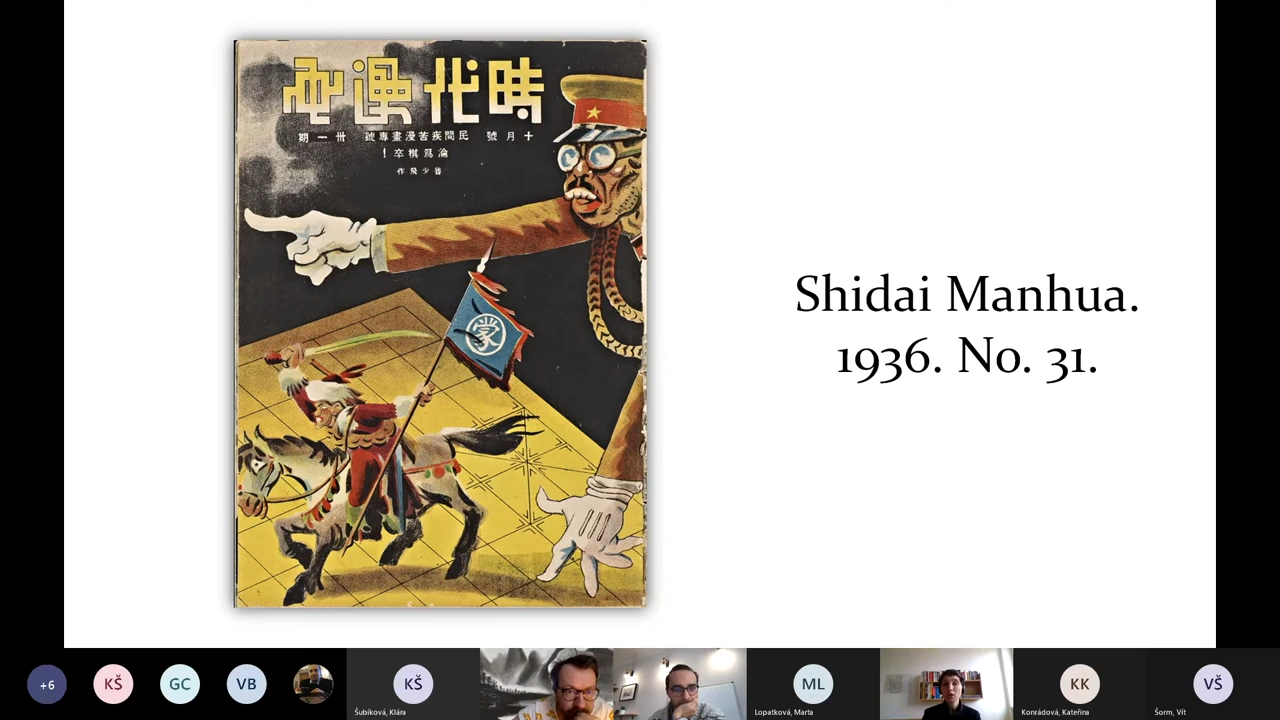 時代漫畫
十月號 民間疾苦漫畫專號 卅一期
淪爲棋卒!
魯少飛作
蒙
Shidai Manhua.
1936. No. 31.
+6
KŠ
GC
VB
KŠ
Šubíková, Klára
ML
Lopatková, Marta
KK
Konrádová, Kateřina
VŠ
Šorm, Vít